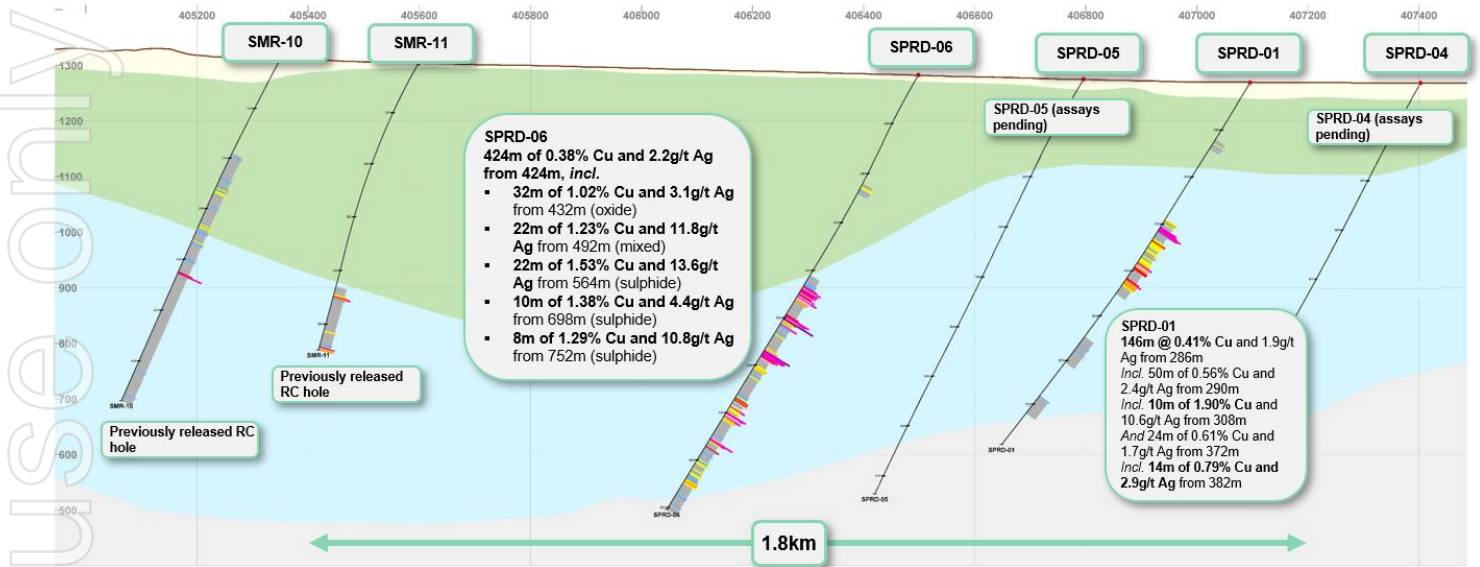 405200 405400 405600 405800 406000 406200 406400 406600 406800 407000 407200 407400
SMR-10
SMR-11
SPRD-06
SPRD-05
SPRD-01
SPRD-04
1300
1200
1100
1000
900
800
700
600
500
use only
SPRD-05 (assays
pending)
SPRD-04 (assays
pending)
SPRD-06
424m of 0.38% Cu and 2.2g/t Ag
from 424m, incl.
▪ 32m of 1.02% Cu and 3.1g/t Ag
from 432m (oxide)
▪ 22m of 1.23% Cu and 11.8g/t
Ag from 492m (mixed)
▪ 22m of 1.53% Cu and 13.6g/t
Ag from 564m (sulphide)
▪ 10m of 1.38% Cu and 4.4g/t Ag
from 698m (sulphide)
▪ 8m of 1.29% Cu and 10.8g/t Ag
from 752m (sulphide)
SPRD-01
146m @ 0.41% Cu and 1.9g/t
Ag from 286m
Incl. 50m of 0.56% Cu and
2.4g/t Ag from 290m
Incl. 10m of 1.90% Cu and
10.6g/t Ag from 308m
And 24m of 0.61% Cu and
1.7g/t Ag from 372m
Incl. 14m of 0.79% Cu and
2.9g/t Ag from 382m
SMR-11
Previously released
RC hole
SMR-10
Previously released RC
hole
SPRD-01
SPRD-05
SPRD-06
1.8km